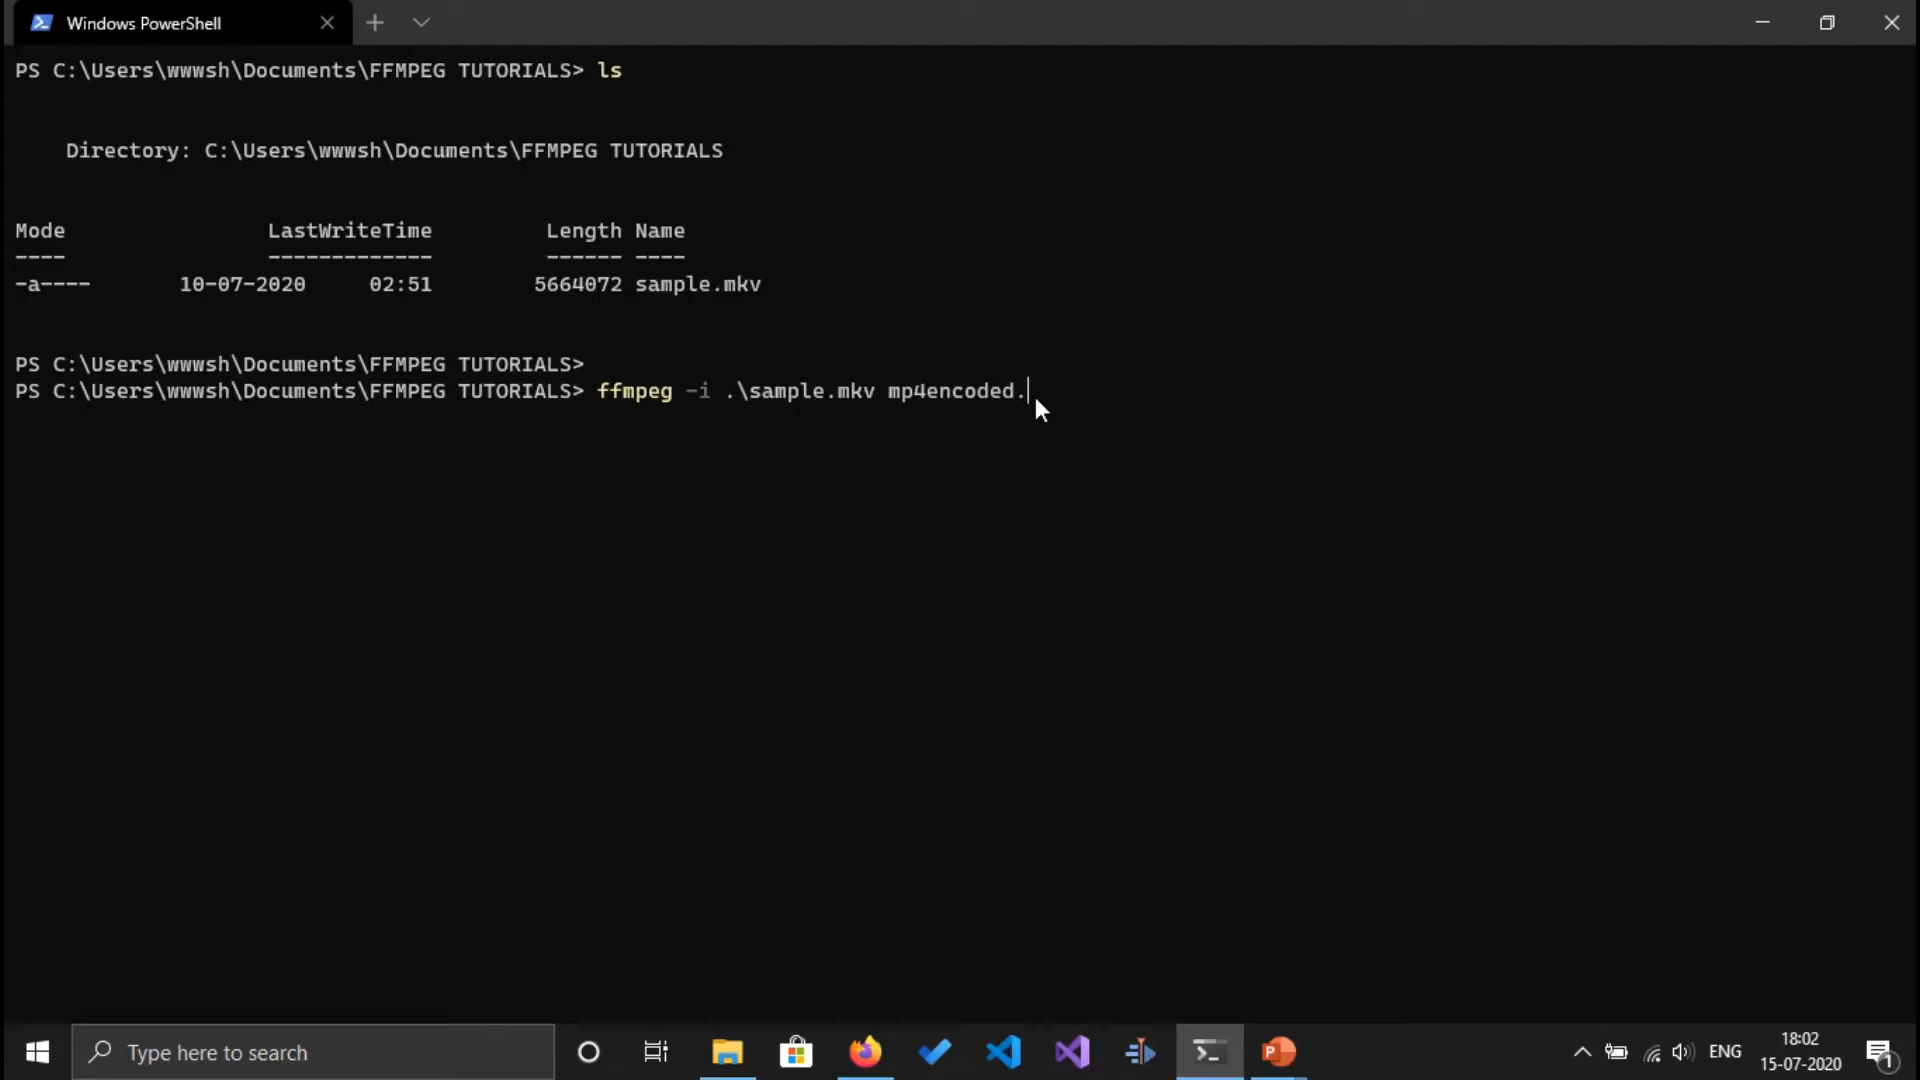 Windows PowerShell
PS C:\Users\wwwsh\Documents\FFMPEG TUTORIALS> ls
Directory: C:\Users\wwwsh\Documents\FFMPEG TUTORIALS
Mode LastWriteTime Length Name
---- ------------- ------ ----
-a---- 10-07-2020 02:51 5664072 sample.mkv
PS C:\Users\wwwsh\Documents\FFMPEG TUTORIALS>
PS C:\Users\wwwsh\Documents\FFMPEG TUTORIALS> ffmpeg -i .\sample.mkv mp4encoded.
Type here to search
ENG
18:02
15-07-2020
1